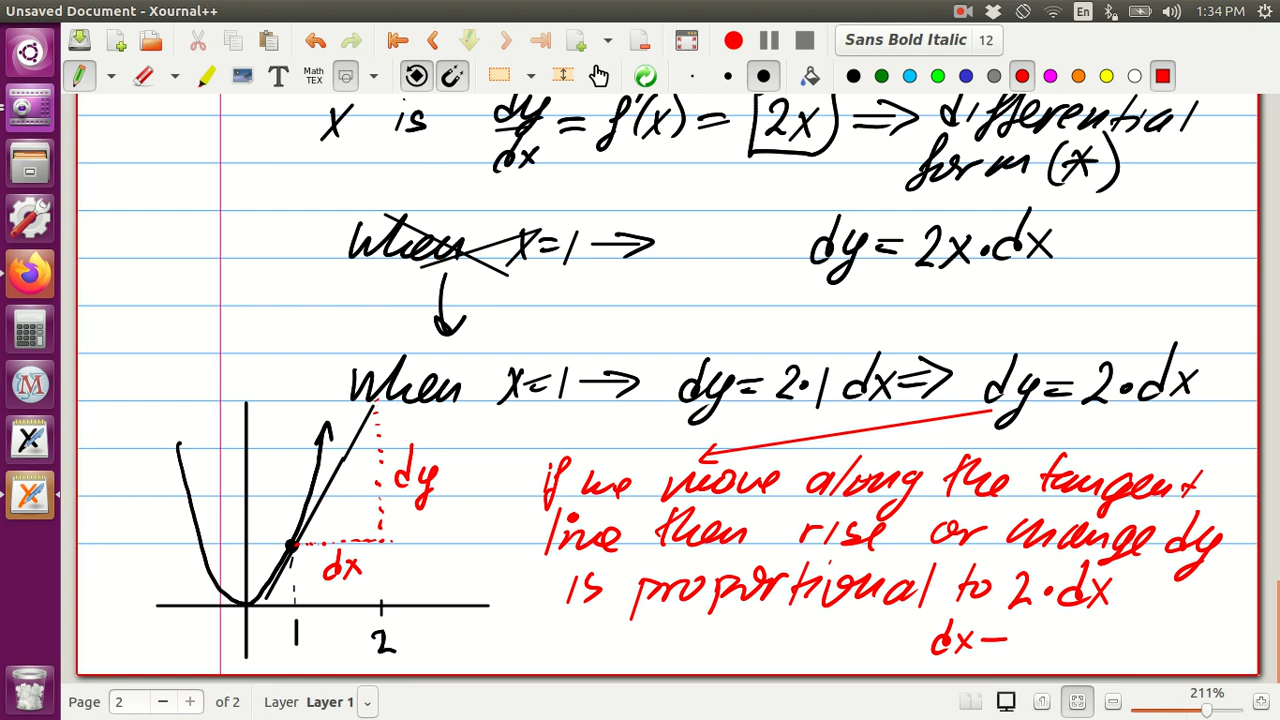 Unsaved Document - Xournal++
En
1:34 PM
Sans Bold Italic 12
Math
TEX
T
x is dy/dx = f'(x) = 2x => differential
form (*)
when x=1 → dy = 2x·dx
when x=1 → dy = 2·1 dx => dy = 2·dx
dy
dx
1 2
if we move along the tangent
line then rise or change dy
is proportional to 2·dx
dx –
Page 2 of 2 Layer Layer 1 211%